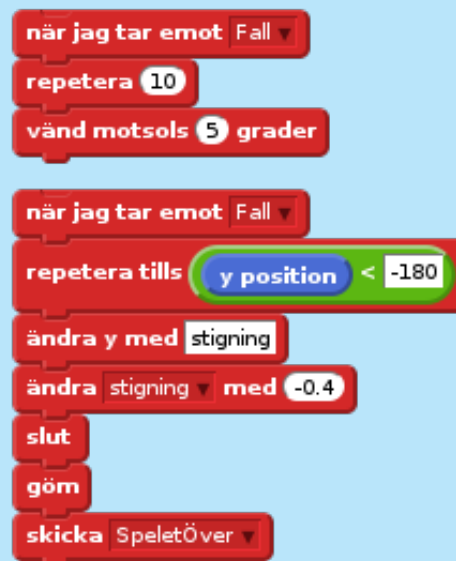 när jag tar emot Fall
repetera 10
vänd motsols 5 grader
när jag tar emot Fall
repetera tills y position < -180
ändra y med stigning
ändra stigning med -0.4
slut
göm
skicka SpeletÖver